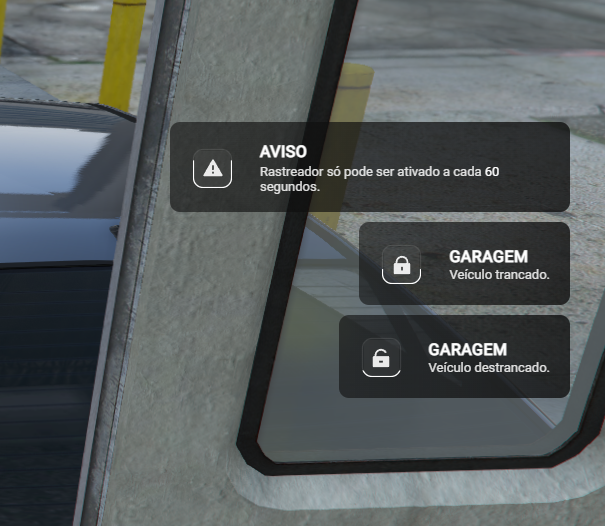 AVISO
Rastreador só pode ser ativado a cada 60
segundos.
GARAGEM
Veículo trancado.
GARAGEM
Veículo destrancado.